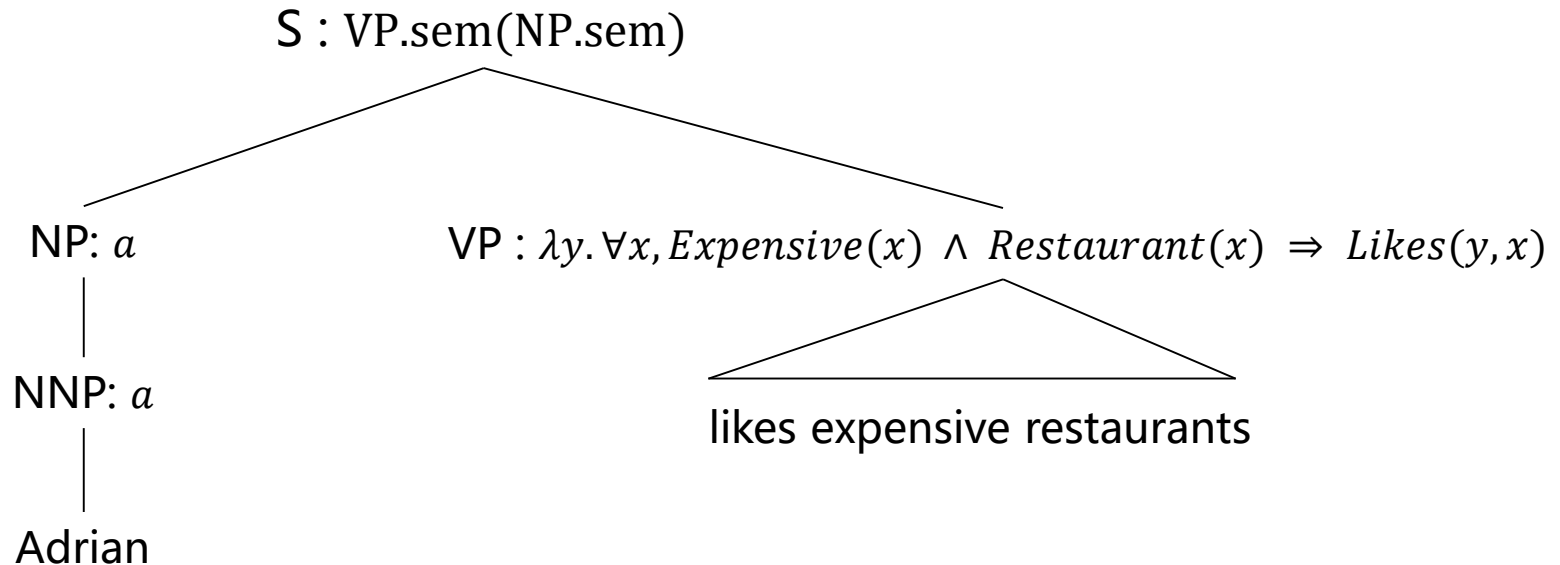 S : VP.sem(NP.sem)
NP: a
VP : λy. ∀x, Expensive(x) ∧ Restaurant(x) ⇒ Likes(y, x)
NNP: a
likes expensive restaurants
Adrian